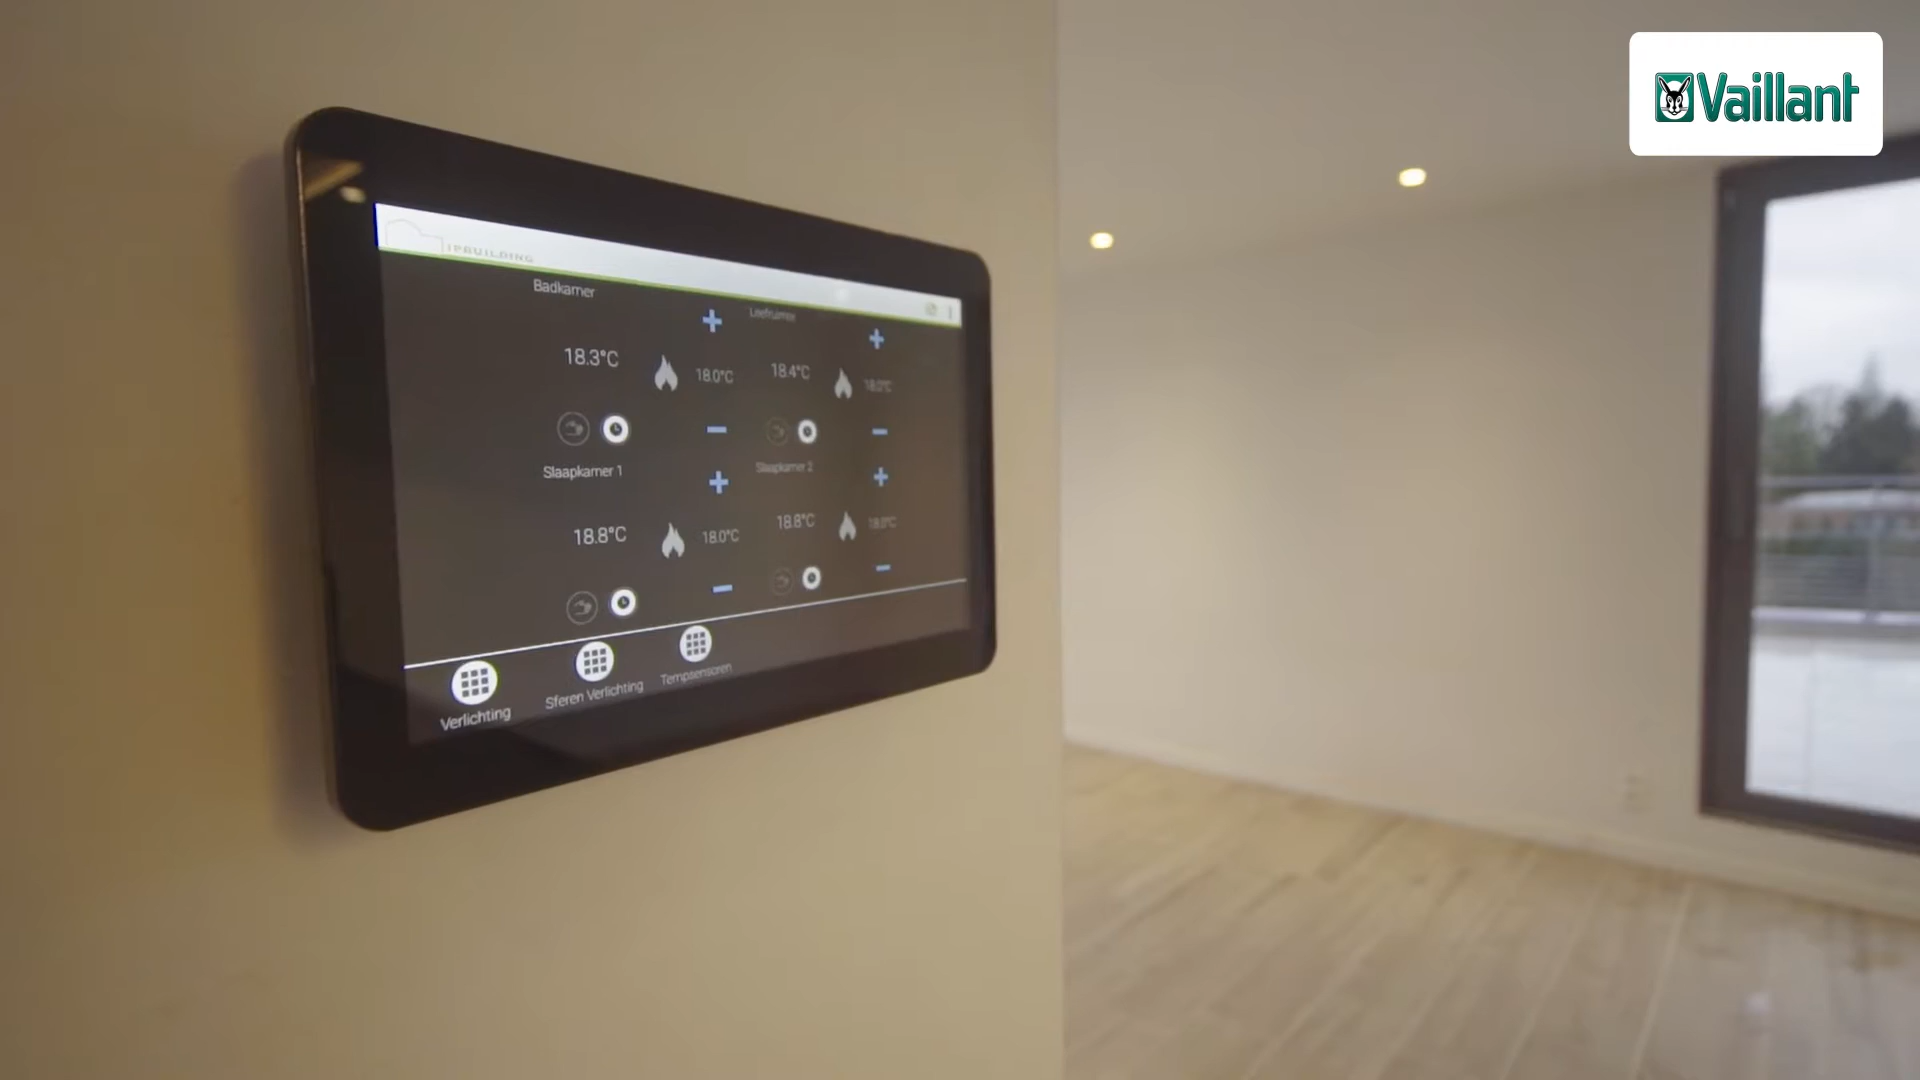 Vaillant
IPBUILDING
Badkamer
+
Leefruimte
+
18.3°C
18.0°C
18.4°C
18.0°C
−
−
Slaapkamer 1
+
Slaapkamer 2
+
18.8°C
18.0°C
18.8°C
18.0°C
−
−
Verlichting
Sferen Verlichting
Tempsensoren